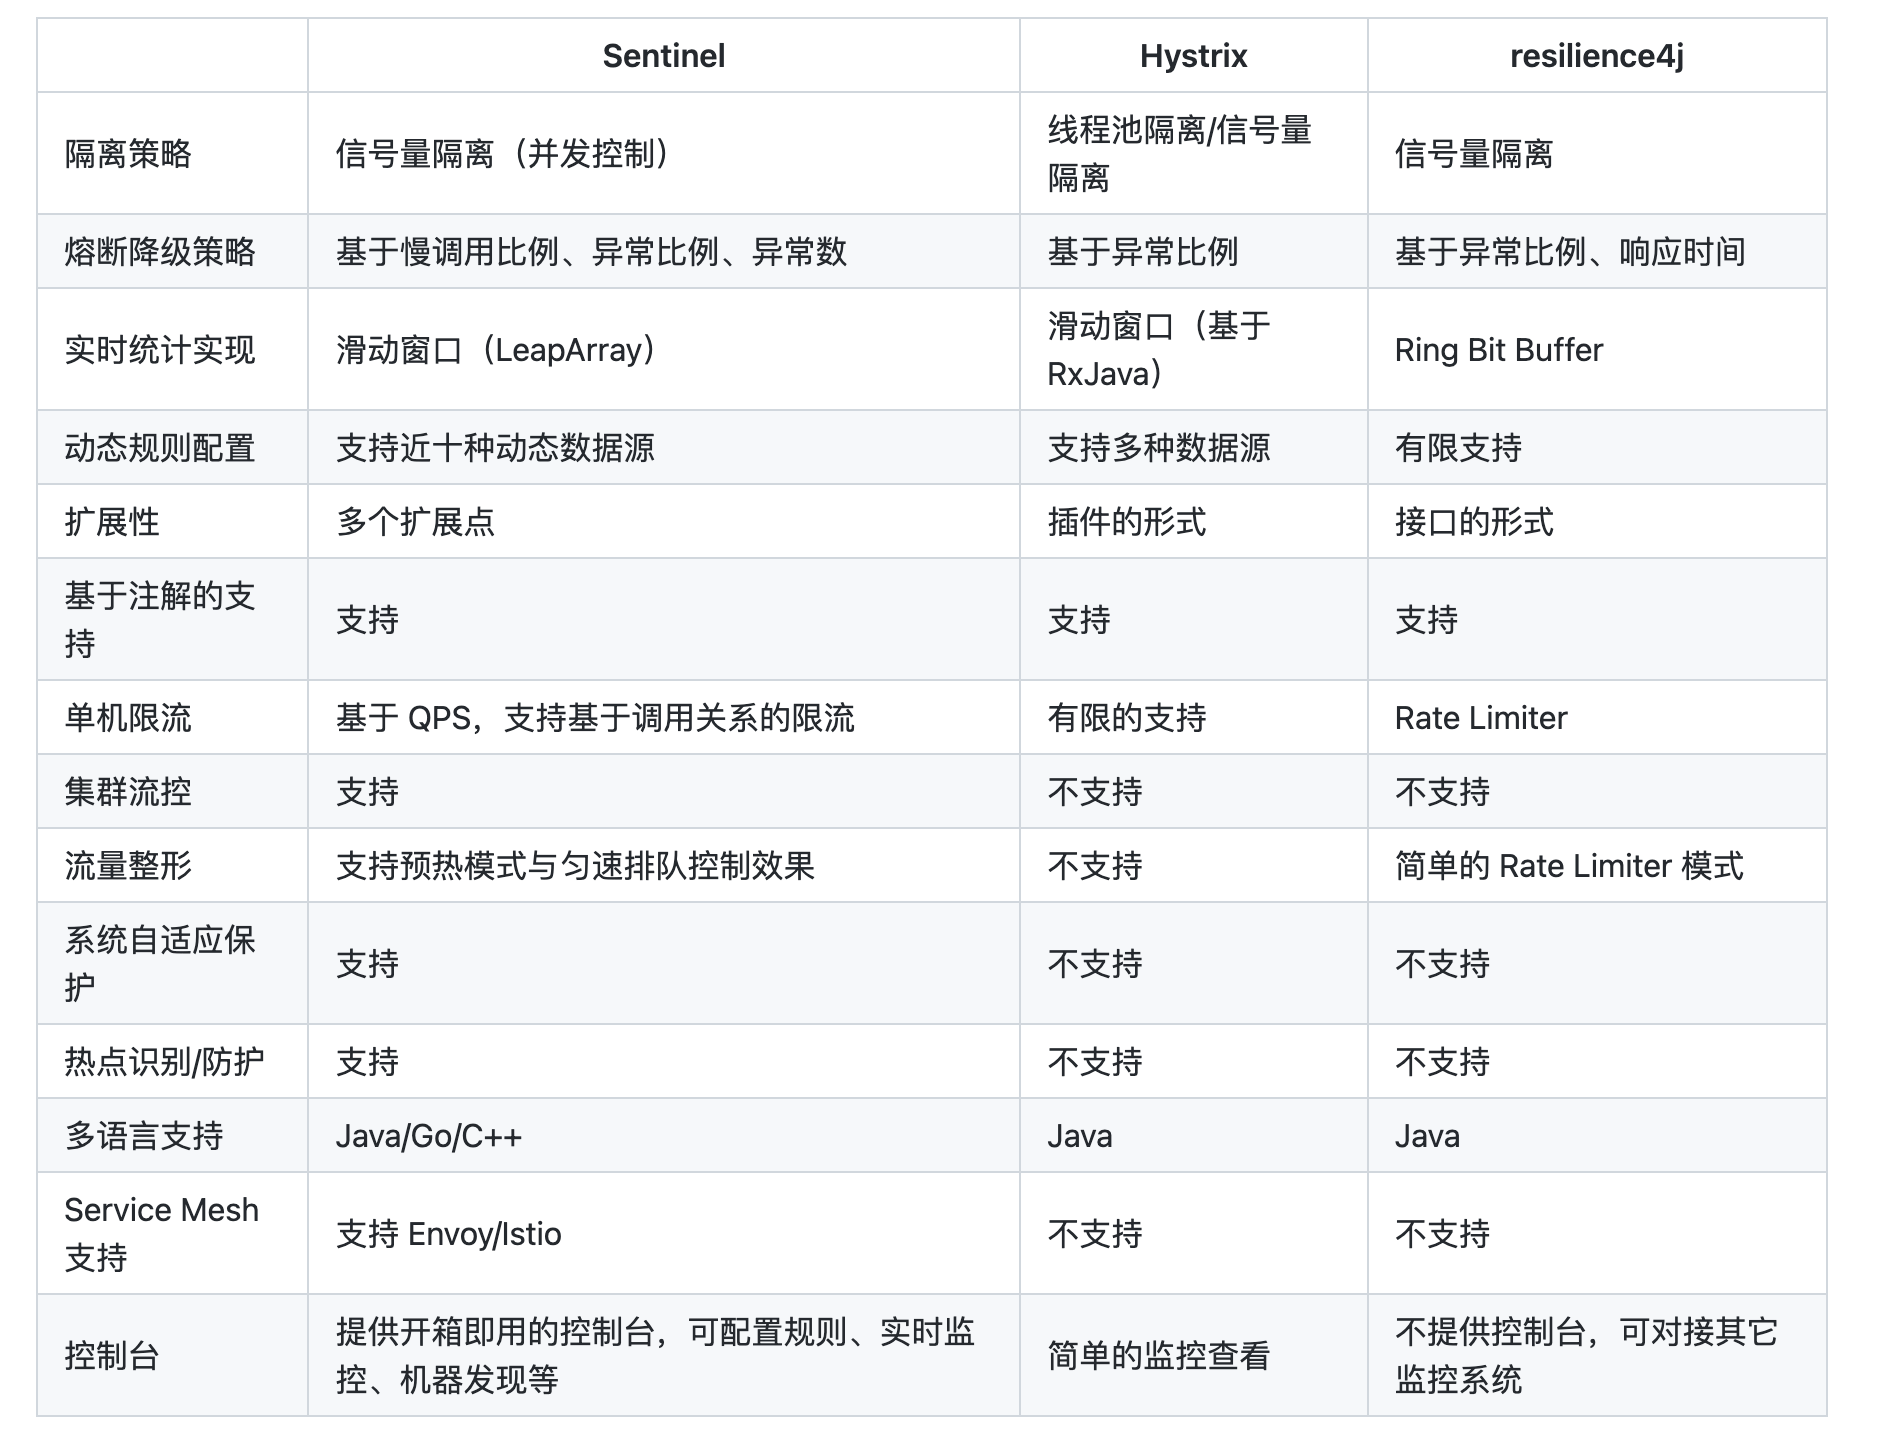 Sentinel
Hystrix
resilience4j
隔离策略
信号量隔离（并发控制）
线程池隔离/信号量
隔离
信号量隔离
熔断降级策略
基于慢调用比例、异常比例、异常数
基于异常比例
基于异常比例、响应时间
实时统计实现
滑动窗口（LeapArray）
滑动窗口（基于
RxJava）
Ring Bit Buffer
动态规则配置
支持近十种动态数据源
支持多种数据源
有限支持
扩展性
多个扩展点
插件的形式
接口的形式
基于注解的支
持
支持
支持
支持
单机限流
基于 QPS，支持基于调用关系的限流
有限的支持
Rate Limiter
集群流控
支持
不支持
不支持
流量整形
支持预热模式与匀速排队控制效果
不支持
简单的 Rate Limiter 模式
系统自适应保
护
支持
不支持
不支持
热点识别/防护
支持
不支持
不支持
多语言支持
Java/Go/C++
Java
Java
Service Mesh
支持
支持 Envoy/Istio
不支持
不支持
控制台
提供开箱即用的控制台，可配置规则、实时监
控、机器发现等
简单的监控查看
不提供控制台，可对接其它
监控系统